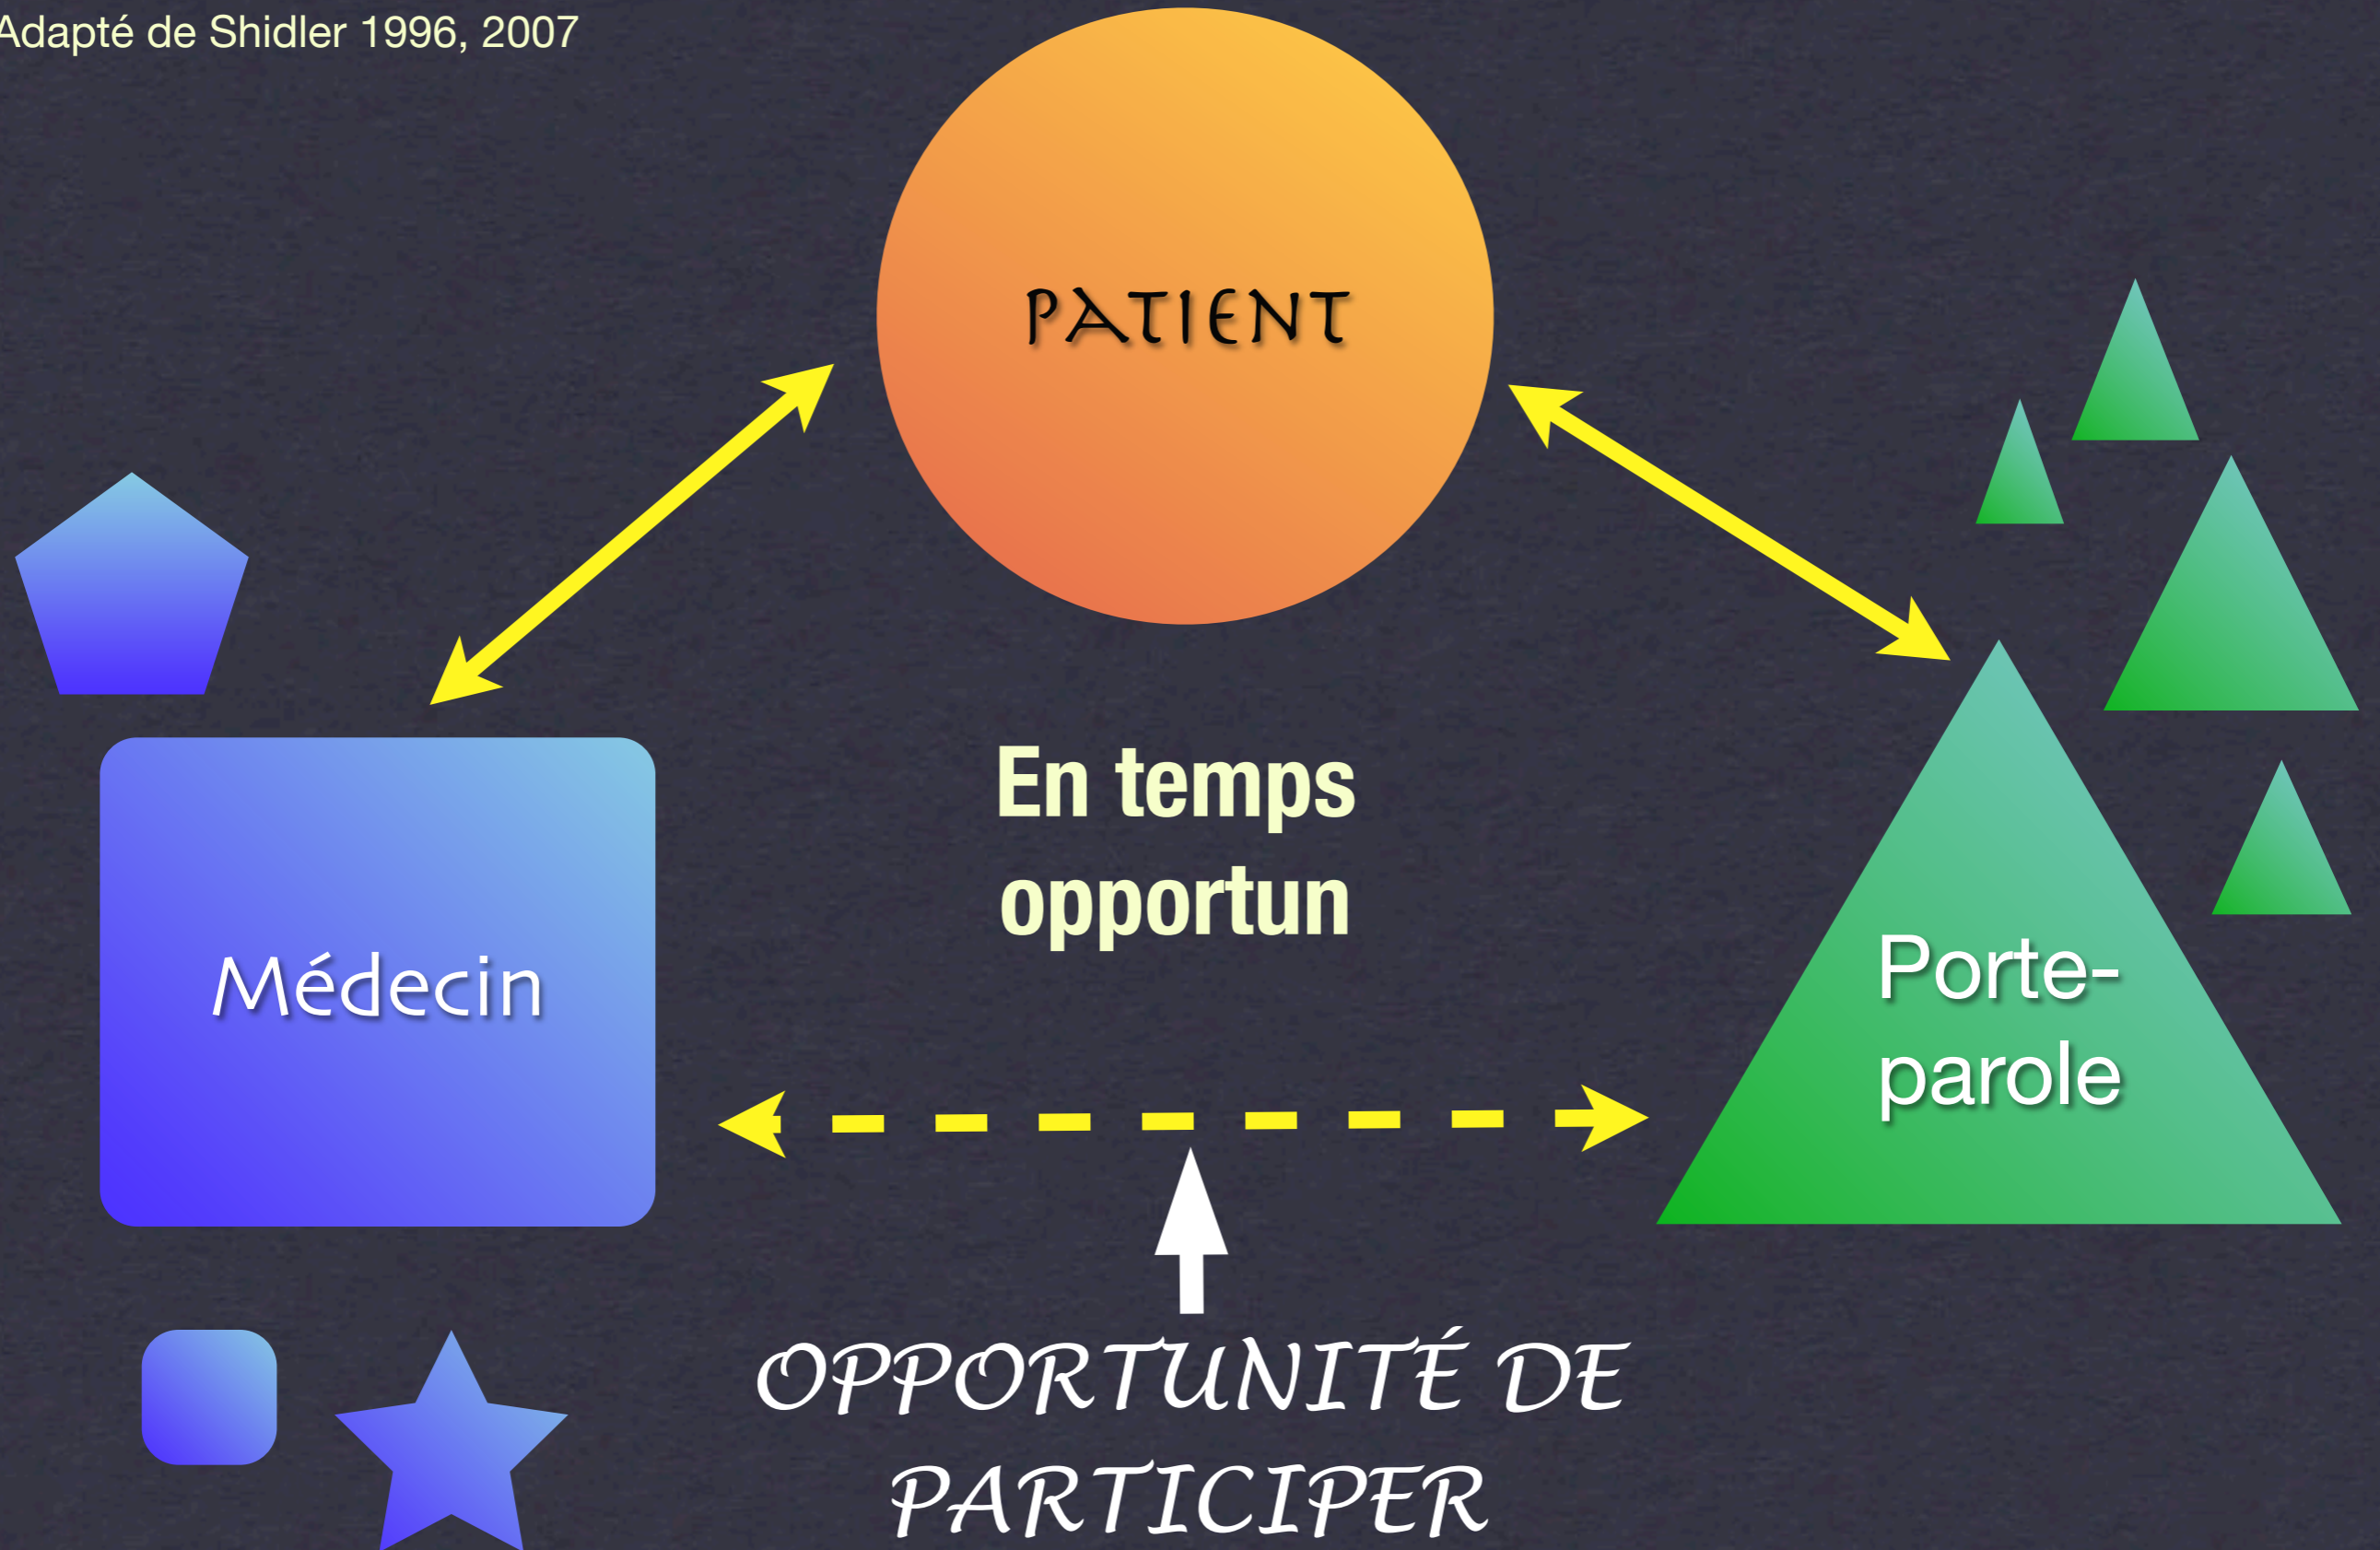 Adapté de Shidler 1996, 2007
PATIENT
En temps
opportun
Médecin
Porte-
parole
OPPORTUNITÉ DE
PARTICIPER